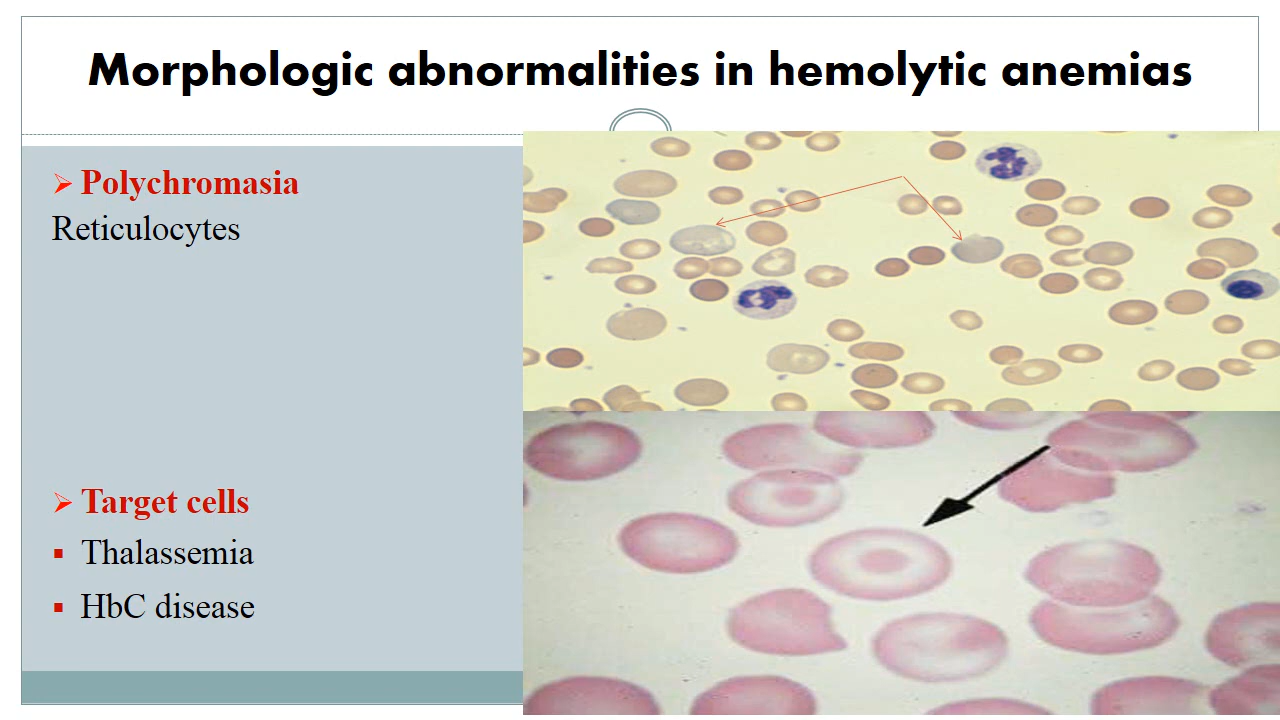 Morphologic abnormalities in hemolytic anemias
➢ Polychromasia
Reticulocytes
➢ Target cells
▪ Thalassemia
▪ HbC disease